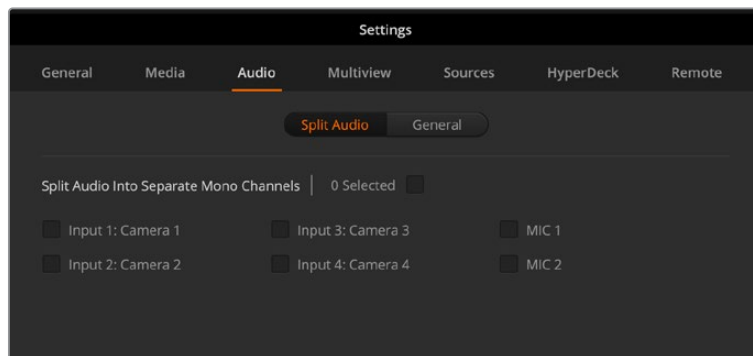 Settings
General Media Audio Multiview Sources HyperDeck Remote
Split Audio General
Split Audio Into Separate Mono Channels 0 Selected
Input 1: Camera 1 Input 3: Camera 3 MIC 1
Input 2: Camera 2 Input 4: Camera 4 MIC 2